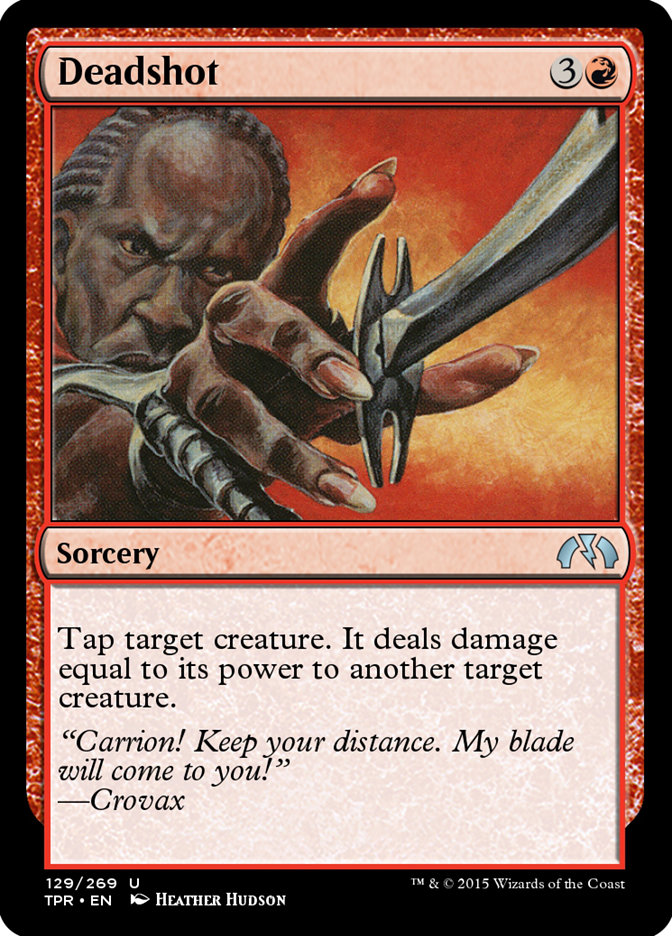 Deadshot 3
Sorcery
Tap target creature. It deals damage
equal to its power to another target
creature.
“Carrion! Keep your distance. My blade
will come to you!”
—Crovax
129/269 U
TPR • EN Heather Hudson
™ & © 2015 Wizards of the Coast